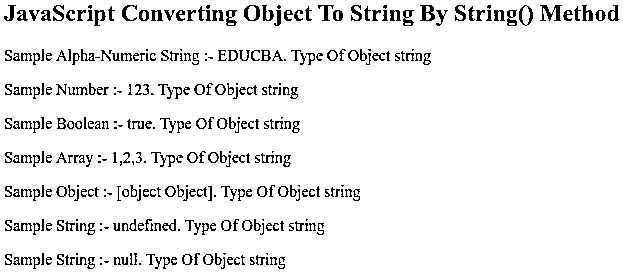 JavaScript Converting Object To String By String() Method
Sample Alpha-Numeric String :- EDUCBA. Type Of Object string
Sample Number :- 123. Type Of Object string
Sample Boolean :- true. Type Of Object string
Sample Array :- 1,2,3. Type Of Object string
Sample Object :- [object Object]. Type Of Object string
Sample String :- undefined. Type Of Object string
Sample String :- null. Type Of Object string